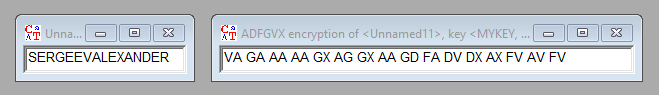 Unna...
SERGEEVALEXANDER
ADFGVX encryption of <Unnamed11>, key <MYKEY, ...
VA GA AA AA GX AG GX AA GD FA DV DX AX FV AV FV